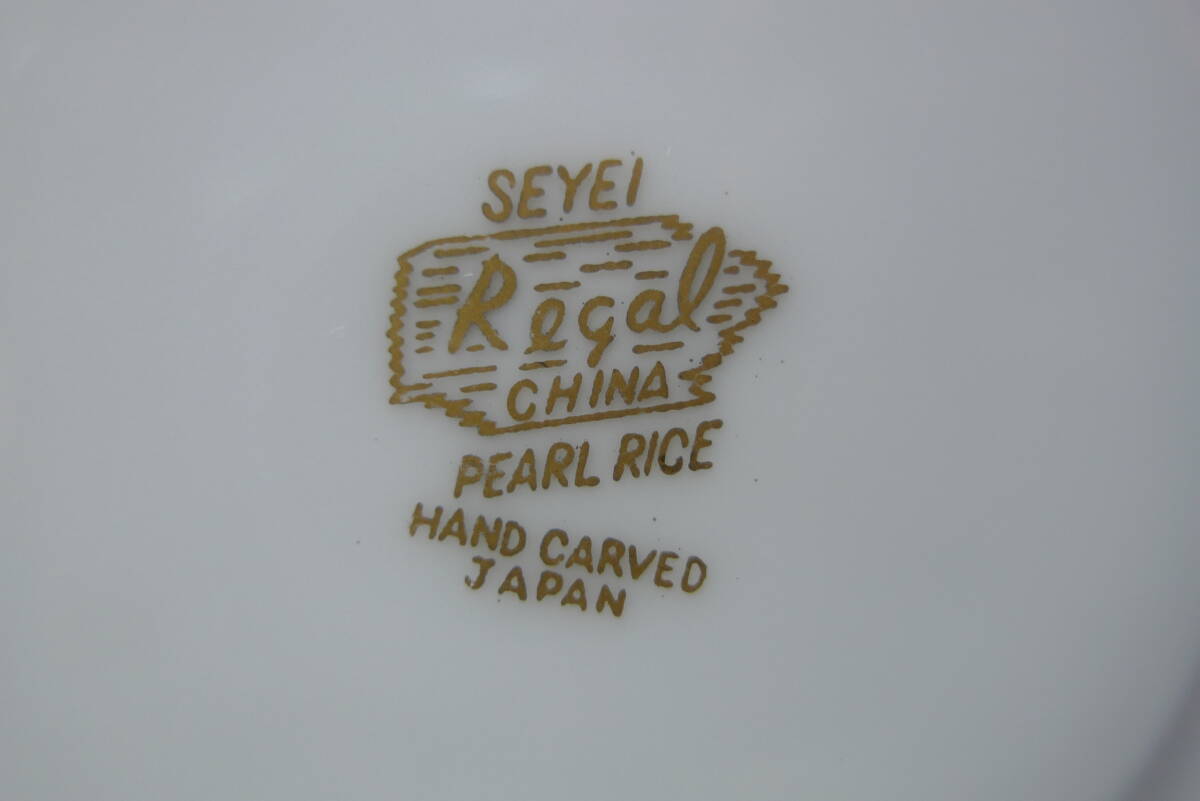 SEYEI
Regal
CHINA
PEARL RICE
HAND CARVED
JAPAN